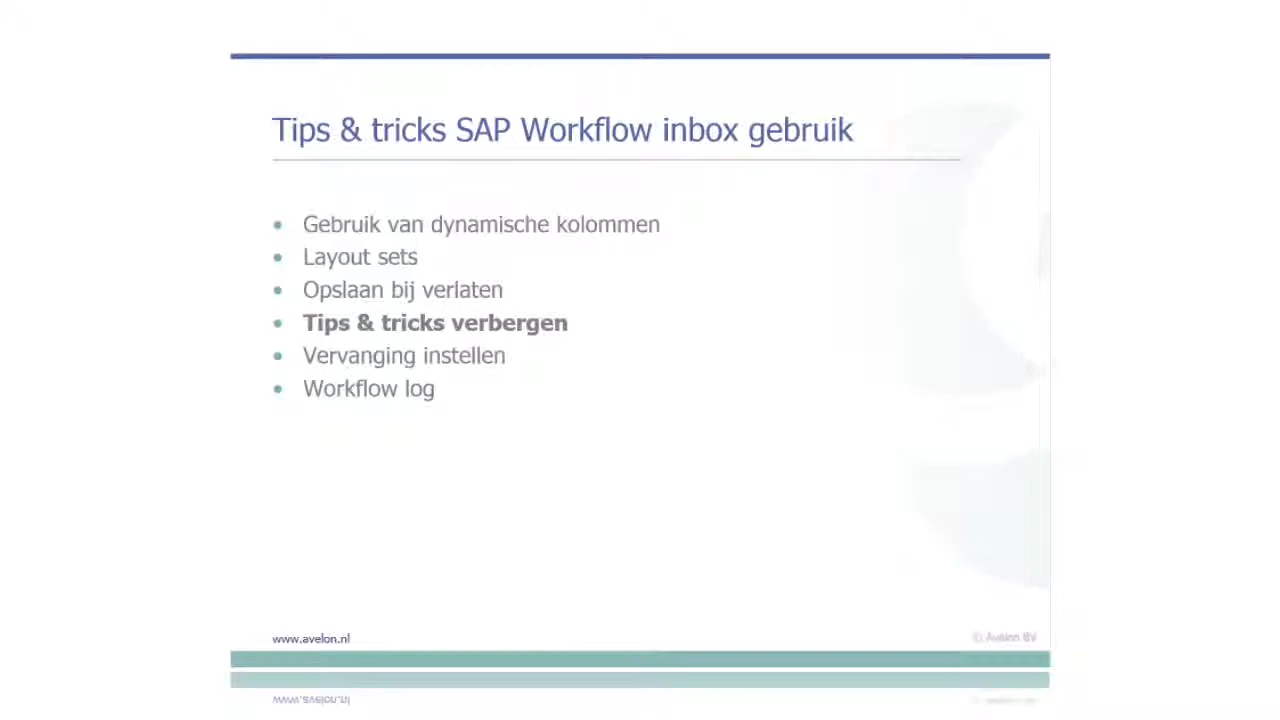 Tips & tricks SAP Workflow inbox gebruik
• Gebruik van dynamische kolommen
• Layout sets
• Opslaan bij verlaten
• Tips & tricks verbergen
• Vervanging instellen
• Workflow log
www.avelon.nl
© Avelon BV